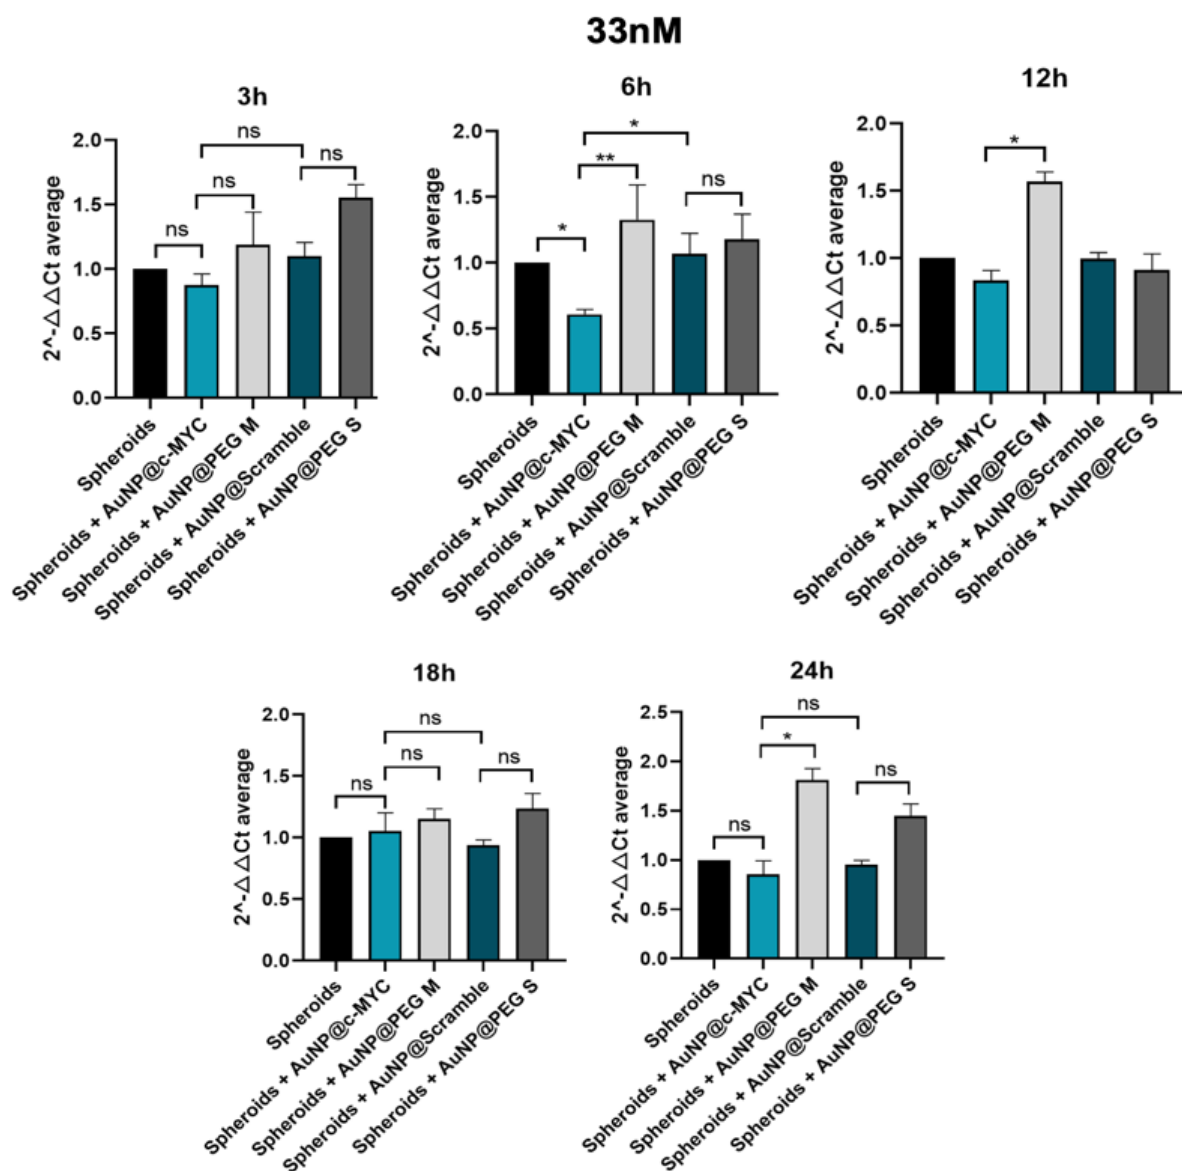 33nM
3h
2^-△△Ct average
2.0
1.5
1.0
0.5
0.0
ns
ns
ns
ns
Spheroids
Spheroids + AuNP@c-MYC
Spheroids + AuNP@PEG M
Spheroids + AuNP@Scramble
Spheroids + AuNP@PEG S
6h
2^-△△Ct average
2.0
1.5
1.0
0.5
0.0
*
**
*
ns
Spheroids
Spheroids + AuNP@c-MYC
Spheroids + AuNP@PEG M
Spheroids + AuNP@Scramble
Spheroids + AuNP@PEG S
12h
2^-△△Ct average
2.0
1.5
1.0
0.5
0.0
*
Spheroids
Spheroids + AuNP@c-MYC
Spheroids + AuNP@PEG M
Spheroids + AuNP@Scramble
Spheroids + AuNP@PEG S
18h
2^-△△Ct average
2.0
1.5
1.0
0.5
0.0
ns
ns
ns
ns
Spheroids
Spheroids + AuNP@c-MYC
Spheroids + AuNP@PEG M
Spheroids + AuNP@Scramble
Spheroids + AuNP@PEG S
24h
2^-△△Ct average
2.5
2.0
1.5
1.0
0.5
0.0
ns
*
ns
ns
Spheroids
Spheroids + AuNP@c-MYC
Spheroids + AuNP@PEG M
Spheroids + AuNP@Scramble
Spheroids + AuNP@PEG S